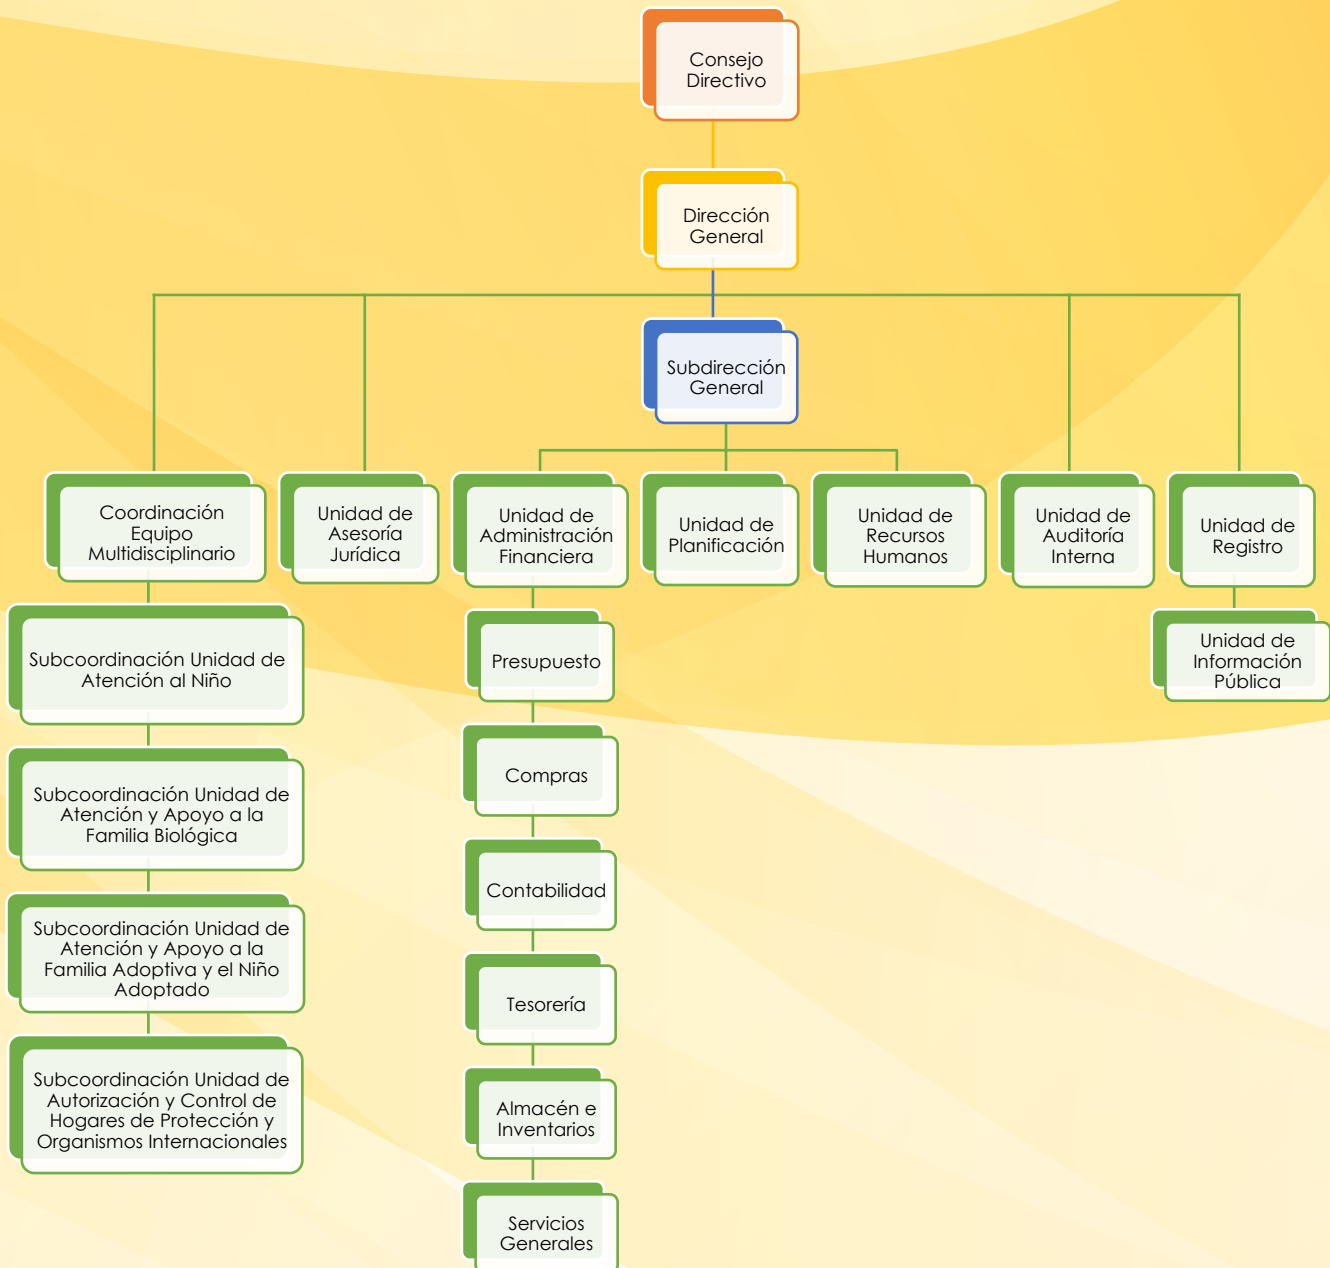 Consejo
Directivo
Dirección
General
Subdirección
General
Coordinación
Equipo
Multidisciplinario
Unidad de
Asesoría
Jurídica
Unidad de
Administración
Financiera
Unidad de
Planificación
Unidad de
Recursos
Humanos
Unidad de
Auditoría
Interna
Unidad de
Registro
Subcoordinación Unidad de
Atención al Niño
Subcoordinación Unidad de
Atención y Apoyo a la
Familia Biológica
Subcoordinación Unidad de
Atención y Apoyo a la
Familia Adoptiva y el Niño
Adoptado
Subcoordinación Unidad de
Autorización y Control de
Hogares de Protección y
Organismos Internacionales
Presupuesto
Compras
Contabilidad
Tesorería
Almacén e
Inventarios
Servicios
Generales
Unidad de
Información
Pública